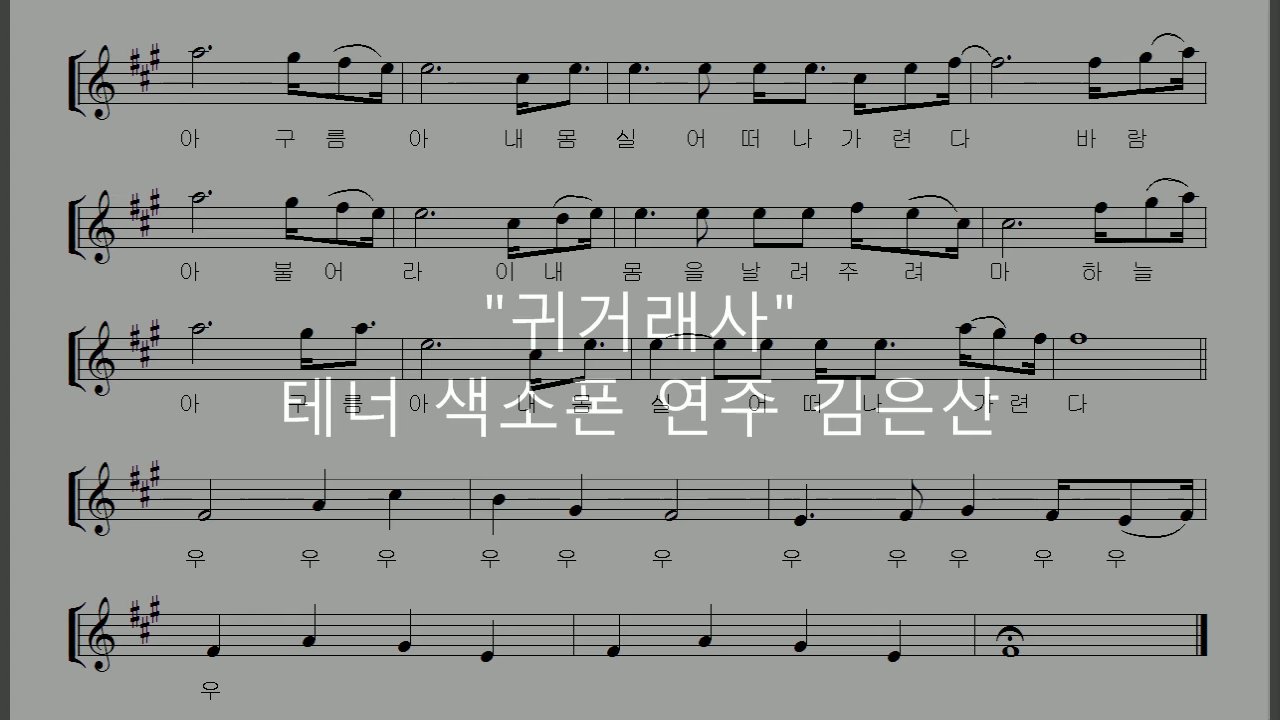 아 구 름 아 내 몸 실 어 떠 나 가 련 다 바 람
아 불 어 라 이 내 몸 을 날 려 주 려 마 하 늘
"귀거래사"
아 구 름 아 내 몸 실 어 떠 나 가 련 다
테너 색소폰 연주 김은산
우 우 우 우 우 우 우 우 우 우 우
우